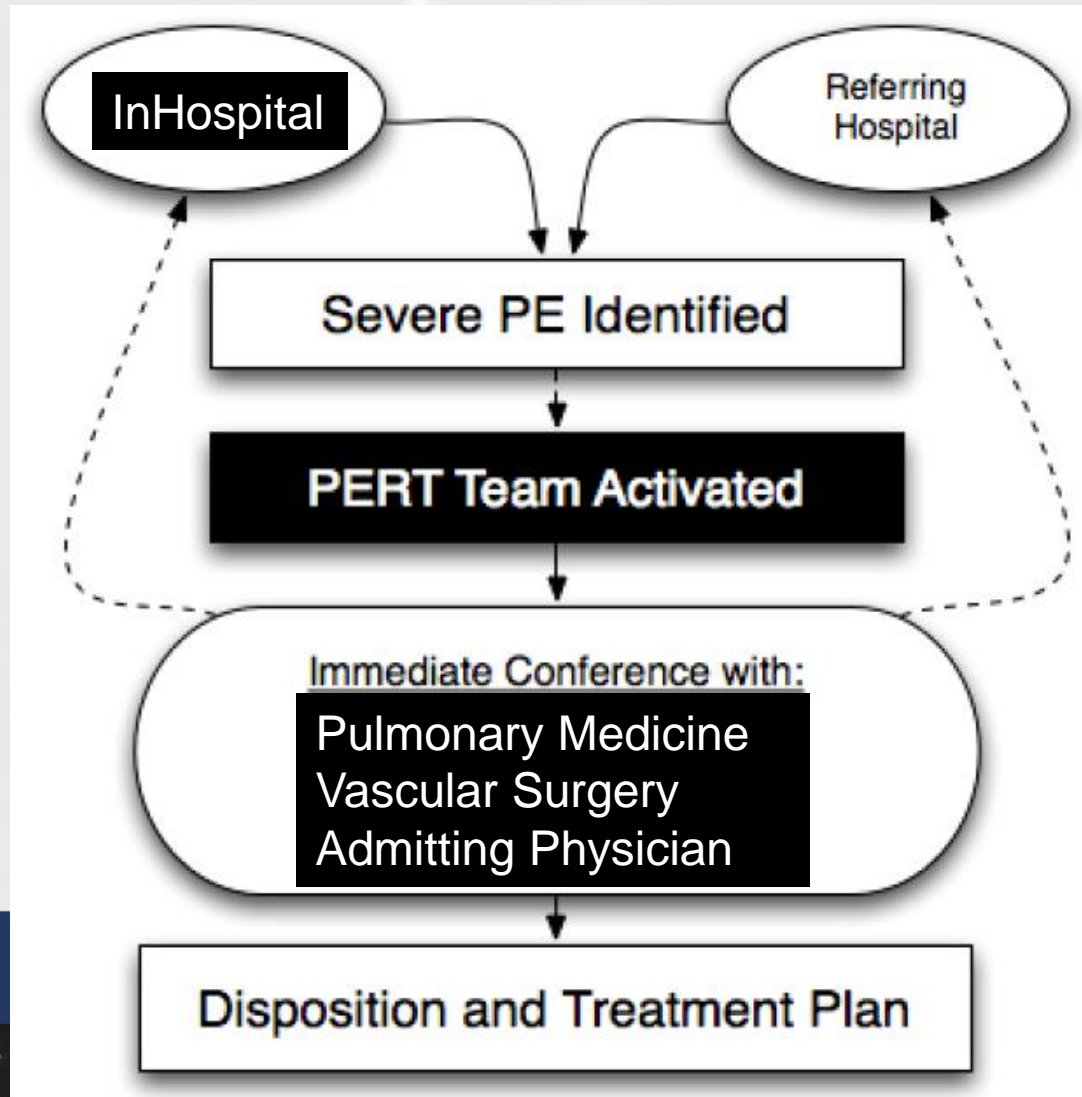 InHospital
Referring
Hospital
Severe PE Identified
PERT Team Activated
Immediate Conference with:
Pulmonary Medicine
Vascular Surgery
Admitting Physician
Disposition and Treatment Plan